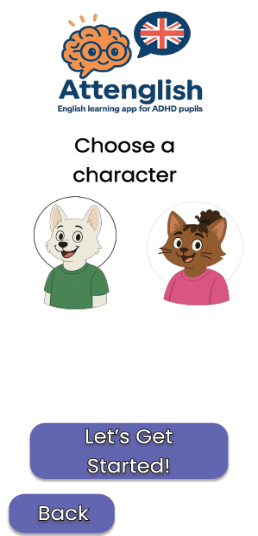 Attenglish
English learning app for ADHD pupils
Choose a
character
Let's Get
Started!
Back